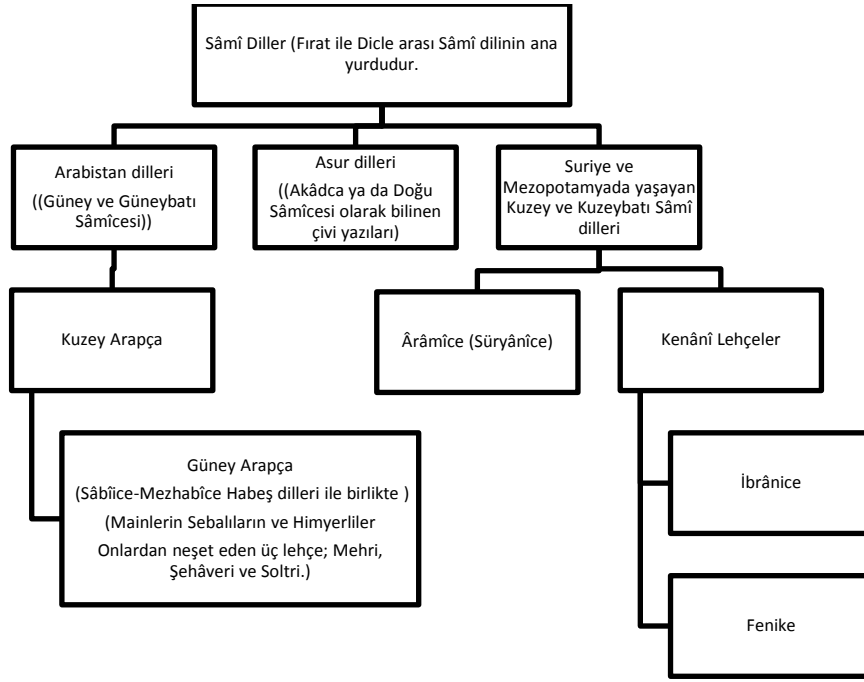 Sâmî Diller (Fırat ile Dicle arası Sâmî dilinin ana
yurdudur.
Arabistan dilleri
((Güney ve Güneybatı
Sâmîcesi))
Asur dilleri
((Akâdca ya da Doğu
Sâmîcesi olarak bilinen
çivi yazıları)
Suriye ve
Mezopotamyada yaşayan
Kuzey ve Kuzeybatı Sâmî
dilleri
Kuzey Arapça
Ârâmîce (Süryânîce)
Kenânî Lehçeler
Güney Arapça
(Sâbîice-Mezhabîce Habeş dilleri ile birlikte )
(Mainlerin Sebalıların ve Himyerliler
Onlardan neşet eden üç lehçe; Mehri,
Şehâveri ve Soltri.)
İbrânice
Fenike